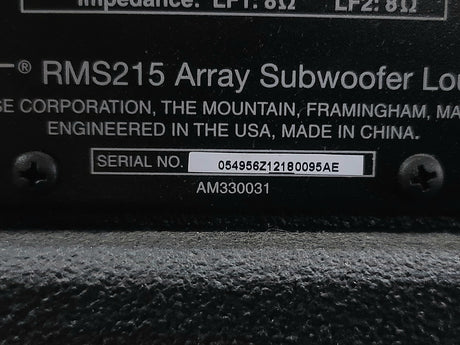 Impedance: LF1: 8Ω LF2: 8Ω
® RMS215 Array Subwoofer Lou
SE CORPORATION, THE MOUNTAIN, FRAMINGHAM, MA
ENGINEERED IN THE USA, MADE IN CHINA.
SERIAL NO. 054956Z12180095AE
AM330031